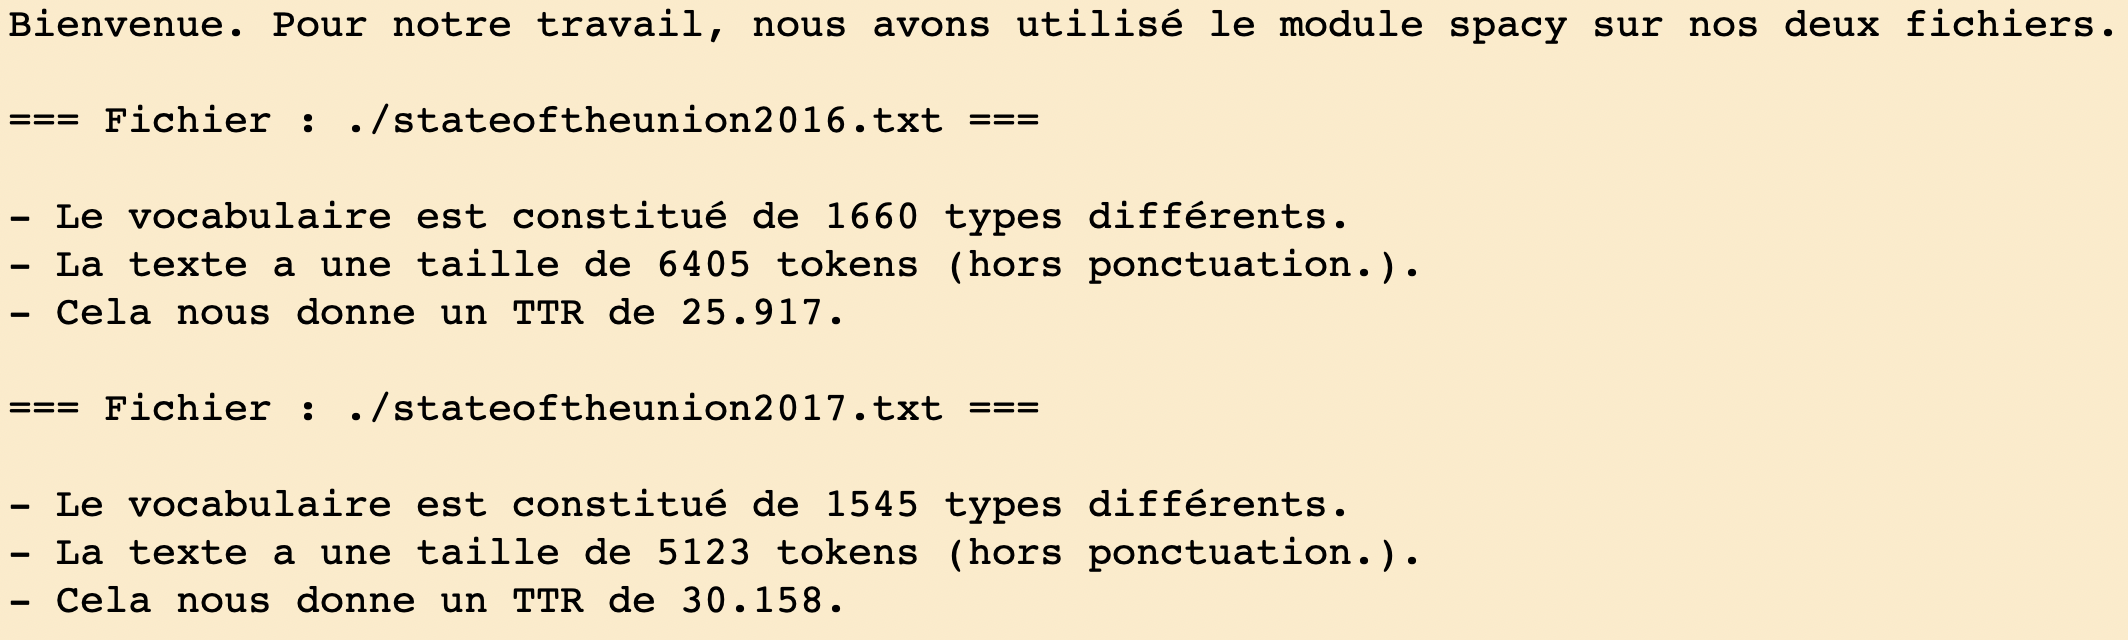 Bienvenue. Pour notre travail, nous avons utilisé le module spacy sur nos deux fichiers.
=== Fichier : ./stateoftheunion2016.txt ===
- Le vocabulaire est constitué de 1660 types différents.
- La texte a une taille de 6405 tokens (hors ponctuation.).
- Cela nous donne un TTR de 25.917.
=== Fichier : ./stateoftheunion2017.txt ===
- Le vocabulaire est constitué de 1545 types différents.
- La texte a une taille de 5123 tokens (hors ponctuation.).
- Cela nous donne un TTR de 30.158.